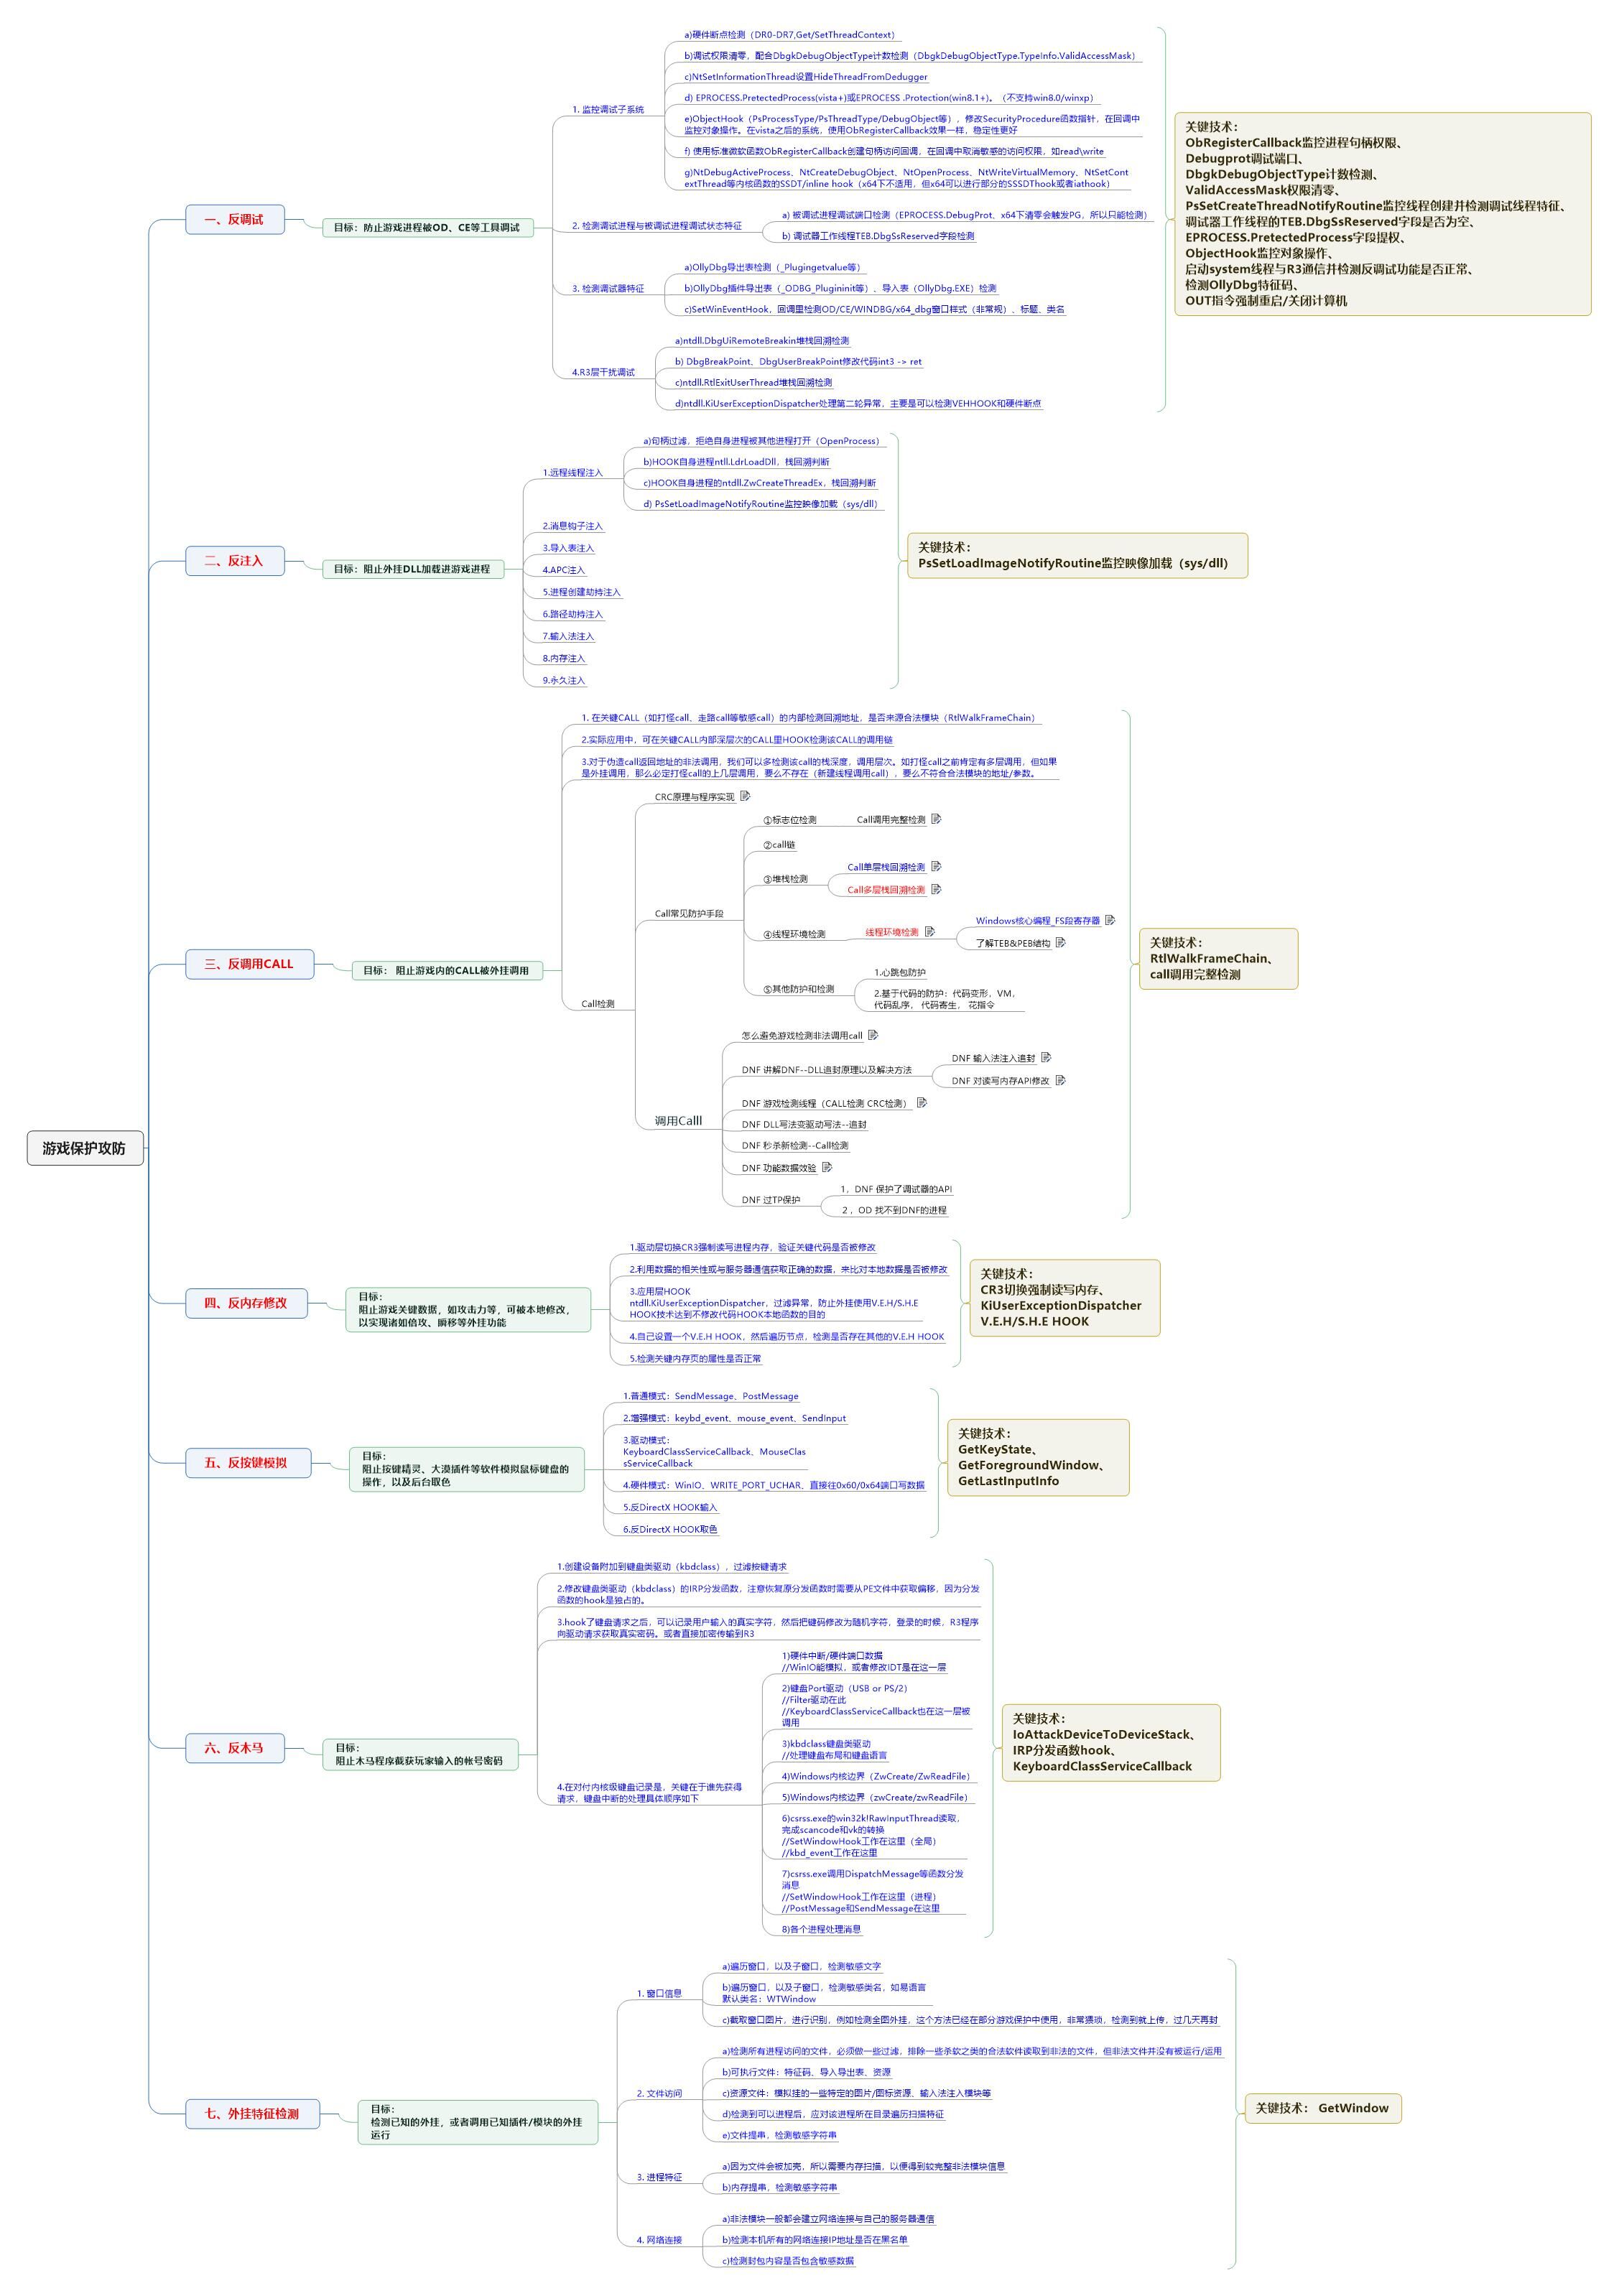 游戏保护攻防
一、反调试
目标：防止游戏进程被OD、CE等工具调试
1. 监控调试子系统
a)硬件断点检测（DR0-DR7,Get/SetThreadContext）
b)调试权限清零，配合DbgkDebugObjectType计数检测（DbgkDebugObjectType.TypeInfo.ValidAccessMask）
c)NtSetInformationThread设置HideThreadFromDedugger
d) EPROCESS.PretectedProcess(vista+)或EPROCESS .Protection(win8.1+)。（不支持win8.0/winxp）
e)ObjectHook（PsProcessType/PsThreadType/DebugObject等），修改SecurityProcedure函数指针，在回调中
监控对象操作。在vista之后的系统，使用ObRegisterCallback效果一样，稳定性更好
f) 使用标准微软函数ObRegisterCallback创建句柄访问回调，在回调中取消敏感的访问权限，如read\write
g)NtDebugActiveProcess、NtCreateDebugObject、NtOpenProcess、NtWriteVirtualMemory、NtSetCont
extThread等内核函数的SSDT/inline hook（x64下不适用，但x64可以进行部分的SSSDThook或者iathook）
2. 检测调试进程与被调试进程调试状态特征
a) 被调试进程调试端口检测（EPROCESS.DebugProt、x64下清零会触发PG，所以只能检测）
b) 调试器工作线程TEB.DbgSsReserved字段检测
3. 检测调试器特征
a)OllyDbg导出表检测（_Plugingetvalue等）
b)OllyDbg插件导出表（_ODBG_Plugininit等）、导入表（OllyDbg.EXE）检测
c)SetWinEventHook，回调里检测OD/CE/WINDBG/x64_dbg窗口样式（非常规）、标题、类名
4.R3层干扰调试
a)ntdll.DbgUiRemoteBreakin堆栈回溯检测
b) DbgBreakPoint、DbgUserBreakPoint修改代码int3 -> ret
c)ntdll.RtlExitUserThread堆栈回溯检测
d)ntdll.KiUserExceptionDispatcher处理第二轮异常，主要是可以检测VEHHOOK和硬件断点
关键技术：
ObRegisterCallback监控进程句柄权限、
Debugprot调试端口、
DbgkDebugObjectType计数检测、
ValidAccessMask权限清零、
PsSetCreateThreadNotifyRoutine监控线程创建并检测调试线程特征、
调试器工作线程的TEB.DbgSsReserved字段是否为空、
EPROCESS.PretectedProcess字段提权、
ObjectHook监控对象操作、
启动system线程与R3通信并检测反调试功能是否正常、
检测OllyDbg特征码、
OUT指令强制重启/关闭计算机
二、反注入
目标：阻止外挂DLL加载进游戏进程
1.远程线程注入
a)句柄过滤，拒绝自身进程被其他进程打开（OpenProcess）
b)HOOK自身进程ntll.LdrLoadDll，栈回溯判断
c)HOOK自身进程的ntdll.ZwCreateThreadEx，栈回溯判断
d) PsSetLoadImageNotifyRoutine监控映像加载（sys/dll）
2.消息钩子注入
3.导入表注入
4.APC注入
5.进程创建劫持注入
6.路径劫持注入
7.输入法注入
8.内存注入
9.永久注入
关键技术：
PsSetLoadImageNotifyRoutine监控映像加载（sys/dll）
三、反调用CALL
目标： 阻止游戏内的CALL被外挂调用
1. 在关键CALL（如打怪call、走路call等敏感call）的内部检测回溯地址，是否来源合法模块（RtlWalkFrameChain）
2.实际应用中，可在关键CALL内部深层次的CALL里HOOK检测该CALL的调用链
3.对于伪造call返回地址的非法调用，我们可以多检测该call的栈深度，调用层次。如打怪call之前肯定有多层调用，但如果
是外挂调用，那么必定打怪call的上几层调用，要么不存在（新建线程调用call），要么不符合合法模块的地址/参数。
Call检测
CRC原理与程序实现
Call常见防护手段
①标志位检测
Call调用完整检测
②call链
③堆栈检测
Call单层栈回溯检测
Call多层栈回溯检测
④线程环境检测
线程环境检测
Windows核心编程_FS段寄存器
了解TEB&PEB结构
⑤其他防护和检测
1.心跳包防护
2.基于代码的防护：代码变形，VM，
代码乱序， 代码寄生， 花指令
调用Calll
怎么避免游戏检测非法调用call
DNF 讲解DNF--DLL追封原理以及解决方法
DNF 输入法注入追封
DNF 对读写内存API修改
DNF 游戏检测线程（CALL检测 CRC检测）
DNF DLL写法变驱动写法--追封
DNF 秒杀新检测--Call检测
DNF 功能数据效验
DNF 过TP保护
1，DNF 保护了调试器的API
2 ，OD 找不到DNF的进程
关键技术：
RtlWalkFrameChain、
call调用完整检测
四、反内存修改
目标：
阻止游戏关键数据，如攻击力等，可被本地修改，
以实现诸如倍攻、瞬移等外挂功能
1.驱动层切换CR3强制读写进程内存，验证关键代码是否被修改
2.利用数据的相关性或与服务器通信获取正确的数据，来比对本地数据是否被修改
3.应用层HOOK
ntdll.KiUserExceptionDispatcher，过滤异常，防止外挂使用V.E.H/S.H.E
HOOK技术达到不修改代码HOOK本地函数的目的
4.自己设置一个V.E.H HOOK，然后遍历节点，检测是否存在其他的V.E.H HOOK
5.检测关键内存页的属性是否正常
关键技术：
CR3切换强制读写内存、
KiUserExceptionDispatcher
V.E.H/S.H.E HOOK
五、反按键模拟
目标：
阻止按键精灵、大漠插件等软件模拟鼠标键盘的
操作，以及后台取色
1.普通模式：SendMessage、PostMessage
2.增强模式：keybd_event、mouse_event、SendInput
3.驱动模式：
KeyboardClassServiceCallback、MouseClas
sServiceCallback
4.硬件模式：WinIO、WRITE_PORT_UCHAR、直接往0x60/0x64端口写数据
5.反DirectX HOOK输入
6.反DirectX HOOK取色
关键技术：
GetKeyState、
GetForegroundWindow、
GetLastInputInfo
六、反木马
目标：
阻止木马程序截获玩家输入的帐号密码
1.创建设备附加到键盘类驱动（kbdclass），过滤按键请求
2.修改键盘类驱动（kbdclass）的IRP分发函数，注意恢复原分发函数时需要从PE文件中获取偏移，因为分发
函数的hook是独占的。
3.hook了键盘请求之后，可以记录用户输入的真实字符，然后把键码修改为随机字符，登录的时候，R3程序
向驱动请求获取真实密码。或者直接加密传输到R3
4.在对付内核级键盘记录是，关键在于谁先获得
请求，键盘中断的处理具体顺序如下
1)硬件中断/硬件端口数据
//WinIO能模拟，或者修改IDT是在这一层
2)键盘Port驱动（USB or PS/2）
//Filter驱动在此
//KeyboardClassServiceCallback也在这一层被
调用
3)kbdclass键盘类驱动
//处理键盘布局和键盘语言
4)Windows内核边界（ZwCreate/ZwReadFile）
5)Windows内核边界（zwCreate/zwReadFile）
6)csrss.exe的win32k!RawInputThread读取，
完成scancode和vk的转换
//SetWindowHook工作在这里（全局）
//kbd_event工作在这里
7)csrss.exe调用DispatchMessage等函数分发
消息
//SetWindowHook工作在这里（进程）
//PostMessage和SendMessage在这里
8)各个进程处理消息
关键技术：
IoAttackDeviceToDeviceStack、
IRP分发函数hook、
KeyboardClassServiceCallback
七、外挂特征检测
目标：
检测已知的外挂，或者调用已知插件/模块的外挂
运行
1. 窗口信息
a)遍历窗口，以及子窗口，检测敏感文字
b)遍历窗口，以及子窗口，检测敏感类名，如易语言
默认类名：WTWindow
c)截取窗口图片，进行识别，例如检测全图外挂，这个方法已经在部分游戏保护中使用，非常猥琐，检测到就上传，过几天再封
2. 文件访问
a)检测所有进程访问的文件，必须做一些过滤，排除一些杀软之类的合法软件读取到非法的文件，但非法文件并没有被运行/运用
b)可执行文件：特征码、导入导出表、资源
c)资源文件：模拟挂的一些特定的图片/图标资源、输入法注入模块等
d)检测到可以进程后，应对该进程所在目录遍历扫描特征
e)文件提串，检测敏感字符串
3. 进程特征
a)因为文件会被加亮，所以需要内存扫描，以便得到较完整非法模块信息
b)内存提串，检测敏感字符串
4. 网络连接
a)非法模块一般都会建立网络连接与自己的服务器通信
b)检测本机所有的网络连接IP地址是否在黑名单
c)检测封包内容是否包含敏感数据
关键技术： GetWindow